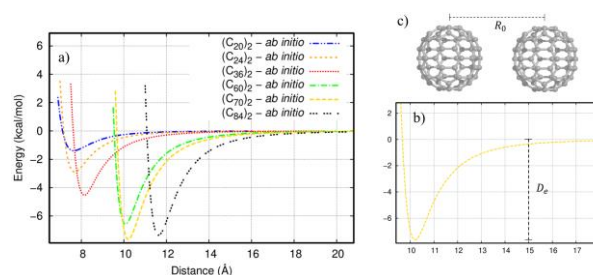 a)
(C20)2 – ab initio
(C24)2 – ab initio
(C36)2 – ab initio
(C60)2 – ab initio
(C70)2 – ab initio
(C84)2 – ab initio
Energy (kcal/mol)
6
4
2
0
-2
-4
-6
8 10 12 14 16 18 20
Distance (Å)
c)
R0
b)
2
0
-2
-4
-6
De
10 11 12 13 14 15 16 17